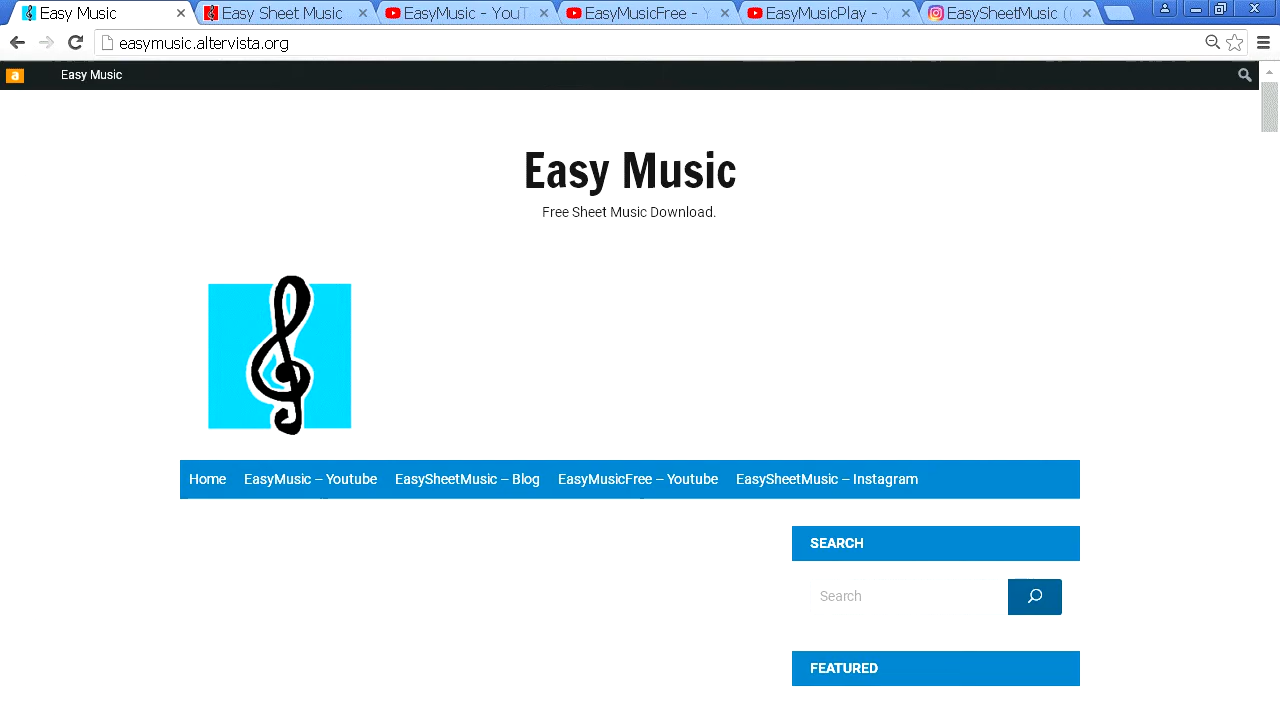 Easy Music
Easy Sheet Music
EasyMusic - YouT
EasyMusicFree - Y
EasyMusicPlay - Y
EasySheetMusic (
easymusic.altervista.org
a
Easy Music
Easy Music
Free Sheet Music Download.
Home
EasyMusic – Youtube
EasySheetMusic – Blog
EasyMusicFree – Youtube
EasySheetMusic – Instagram
SEARCH
Search
FEATURED